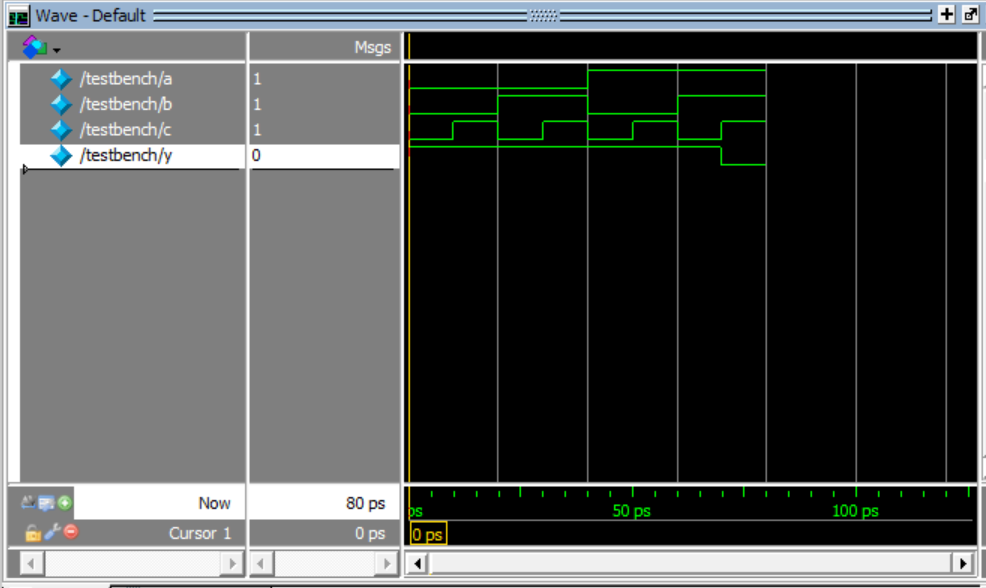 Wave - Default
Msgs
/testbench/a 1
/testbench/b 1
/testbench/c 1
/testbench/y 0
Now 80 ps
ps 50 ps 100 ps
Cursor 1 0 ps
0 ps